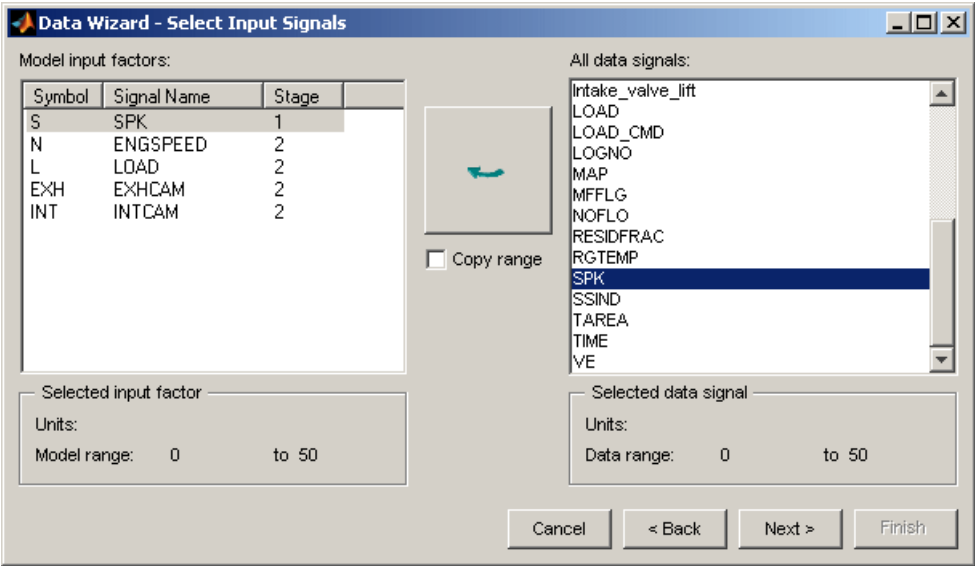 Data Wizard - Select Input Signals
Model input factors:
Symbol Signal Name Stage
S SPK 1
N ENGSPEED 2
L LOAD 2
EXH EXHCAM 2
INT INTCAM 2
Copy range
All data signals:
Intake_valve_lift
LOAD
LOAD_CMD
LOGNO
MAP
MFFLG
NOFLO
RESIDFRAC
RGTEMP
SPK
SSIND
TAREA
TIME
VE
Selected input factor
Units:
Model range: 0 to 50
Selected data signal
Units:
Data range: 0 to 50
Cancel
< Back
Next >
Finish